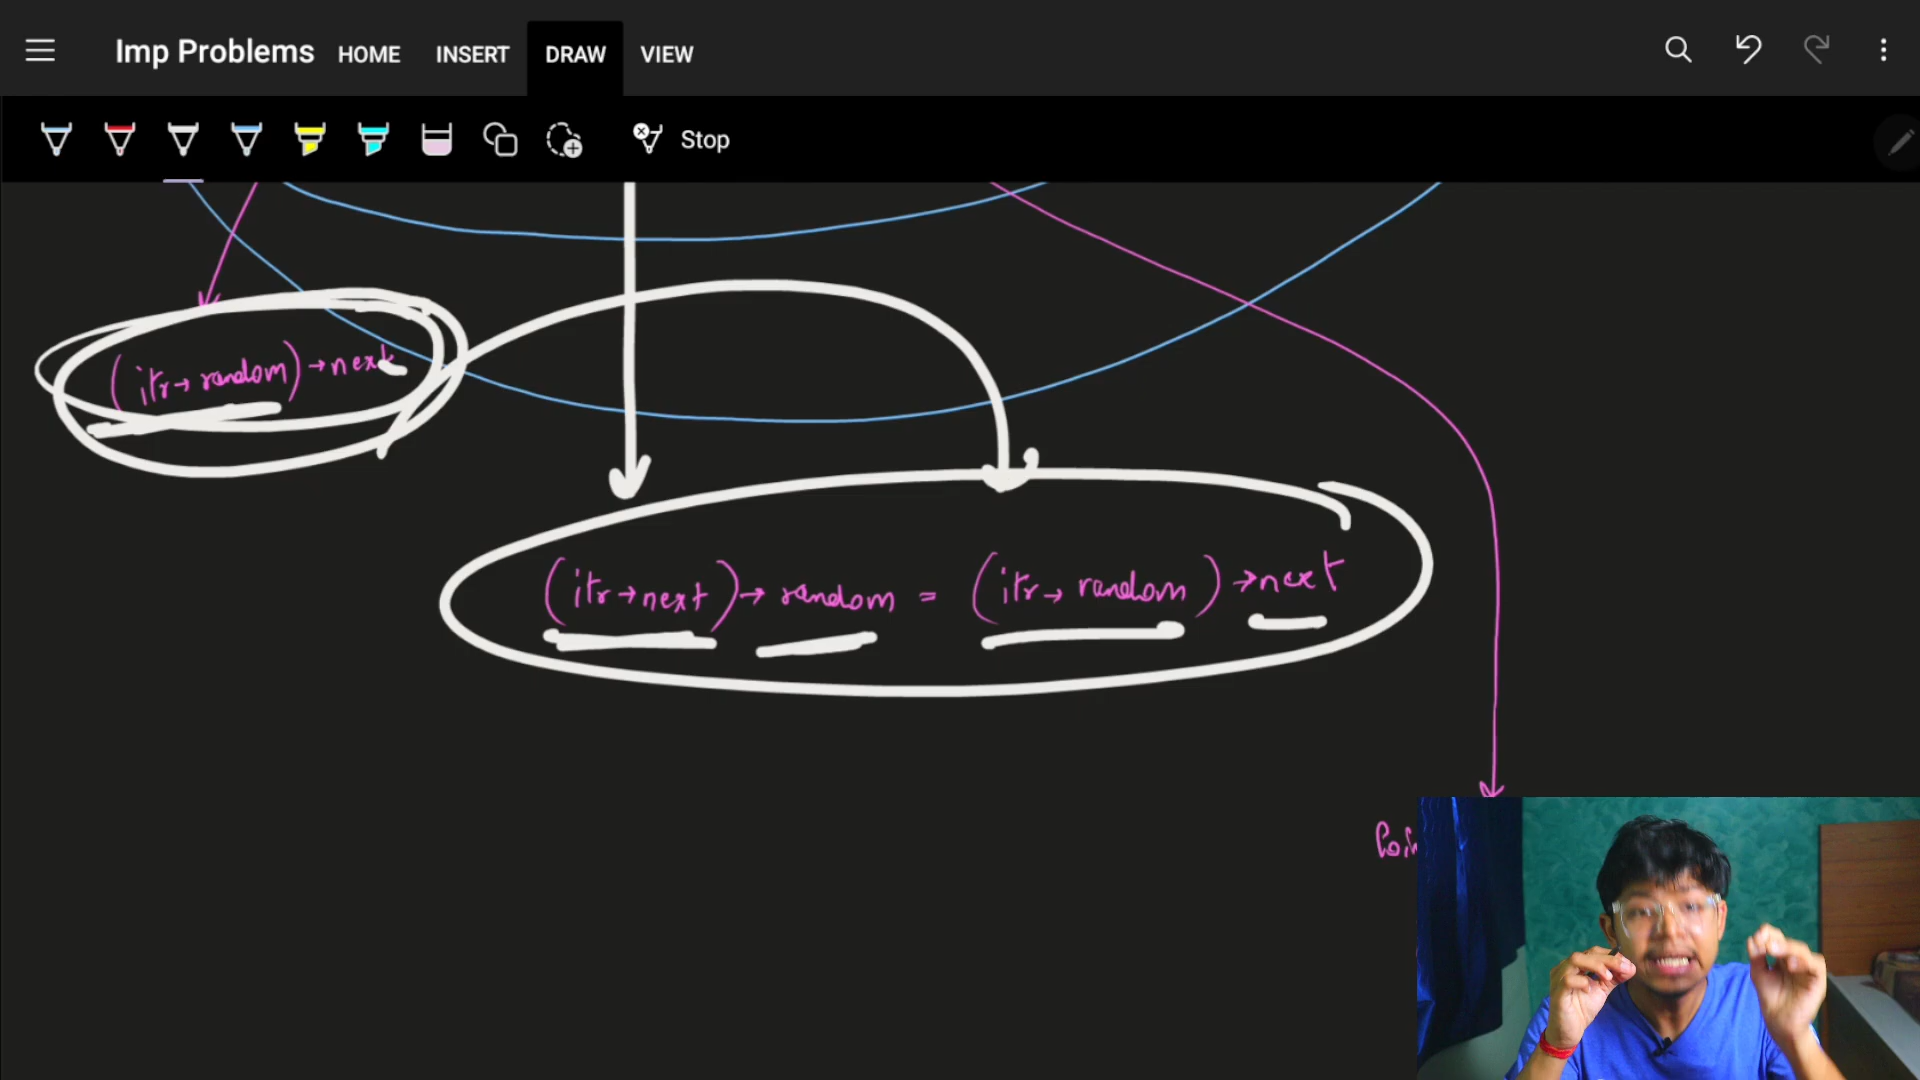 Imp Problems HOME INSERT DRAW VIEW
Stop
(itr→random)→next
(itr→next)→random = (itr→random)→next